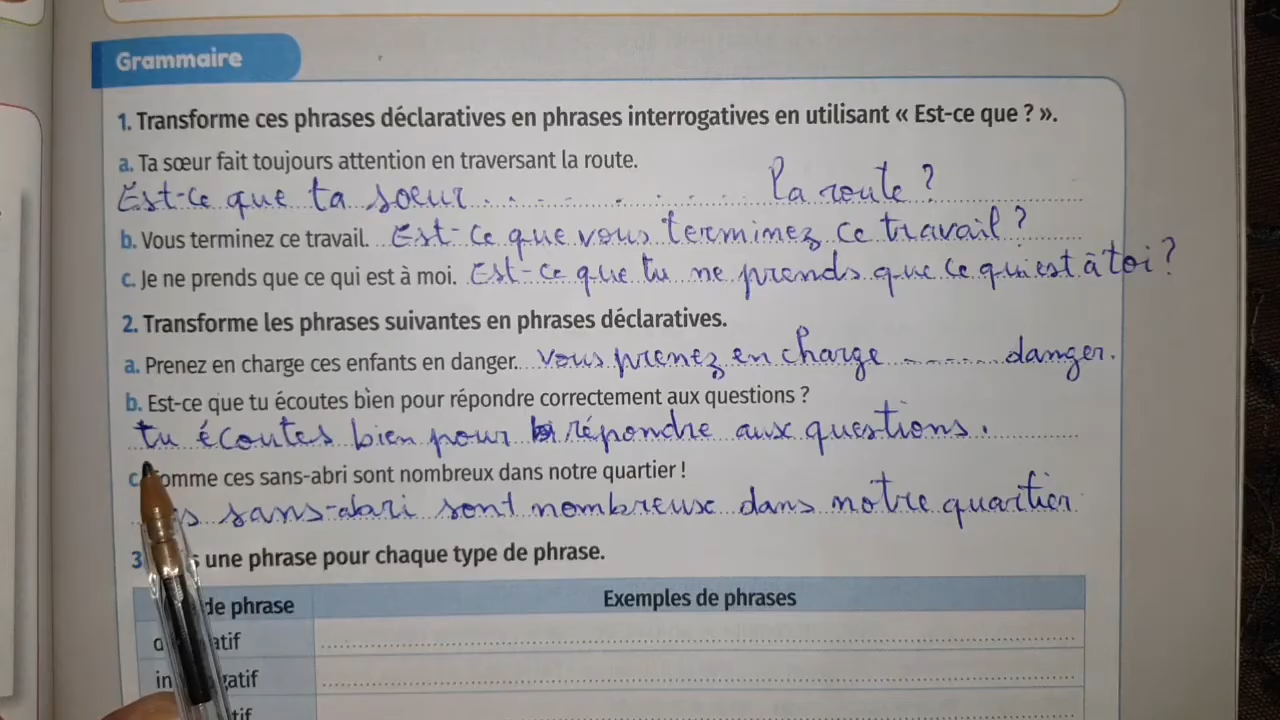 Grammaire
1. Transforme ces phrases déclaratives en phrases interrogatives en utilisant « Est-ce que ? ».
a. Ta sœur fait toujours attention en traversant la route.
Est-ce que ta soeur ........ la route ?
b. Vous terminez ce travail. Est-ce que vous terminez ce travail ?
c. Je ne prends que ce qui est à moi. Est-ce que tu ne prends que ce qui est à toi ?
2. Transforme les phrases suivantes en phrases déclaratives.
a. Prenez en charge ces enfants en danger. Vous prenez en charge ....... danger.
b. Est-ce que tu écoutes bien pour répondre correctement aux questions ?
tu écoutes bien pour répondre aux questions.
c. omme ces sans-abri sont nombreux dans notre quartier !
sans-abri sont nombreux dans notre quartier
3 une phrase pour chaque type de phrase.
de phrase Exemples de phrases